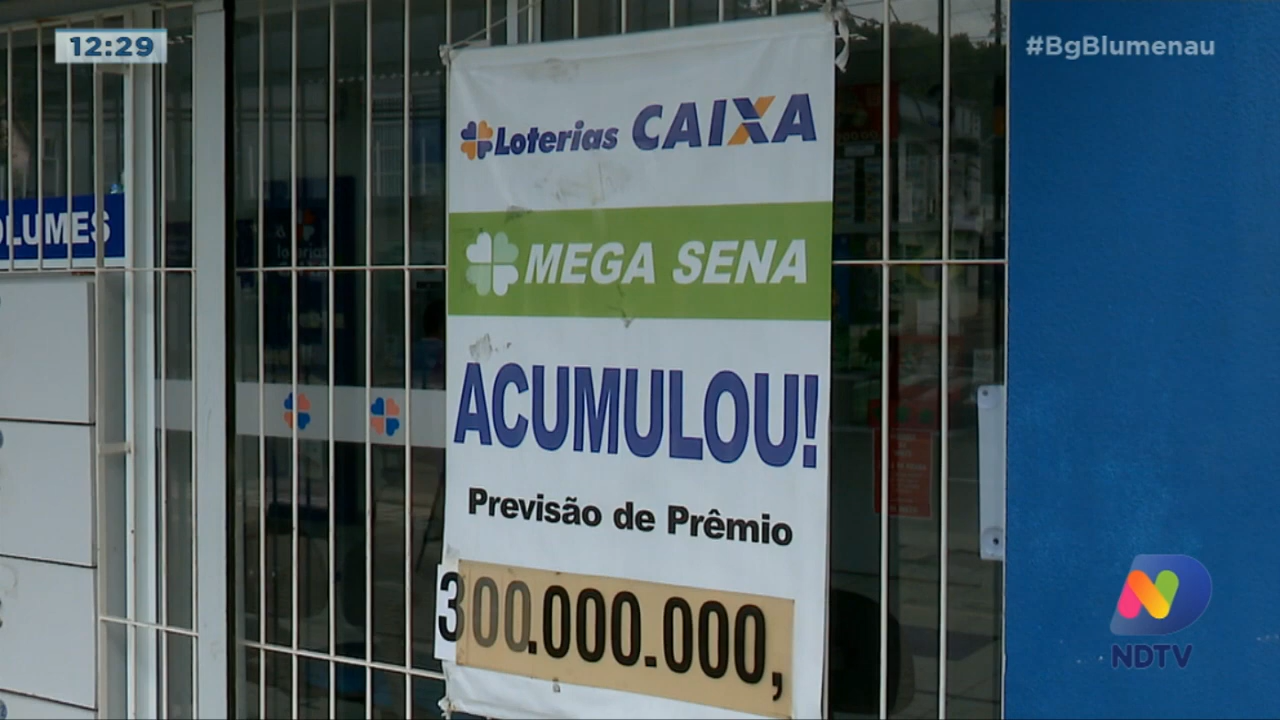 12:29
#BgBlumenau
Loterias CAIXA
OLUMES
MEGA SENA
ACUMULOU!
Previsão de Prêmio
300.000.000,
NDTV